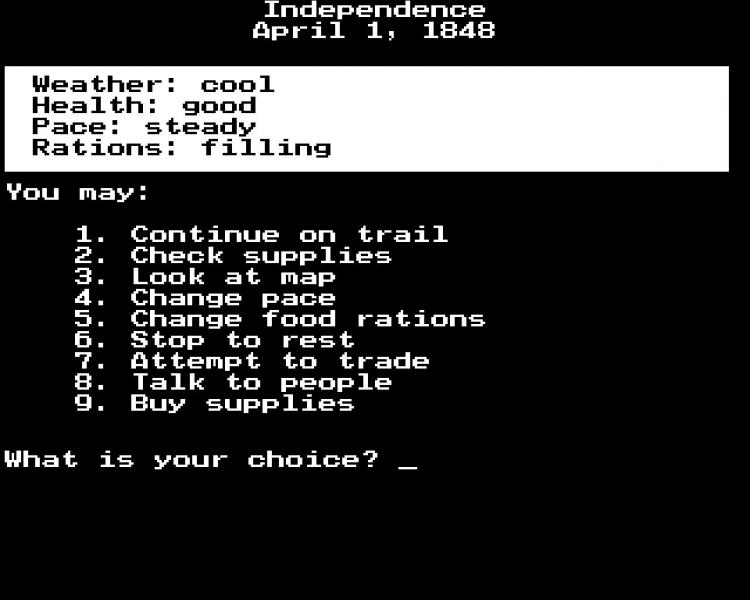 Independence
April 1, 1848
Weather: cool
Health: good
Pace: steady
Rations: filling
You may:
1. Continue on trail
2. Check supplies
3. Look at map
4. Change pace
5. Change food rations
6. Stop to rest
7. Attempt to trade
8. Talk to people
9. Buy supplies
What is your choice? _